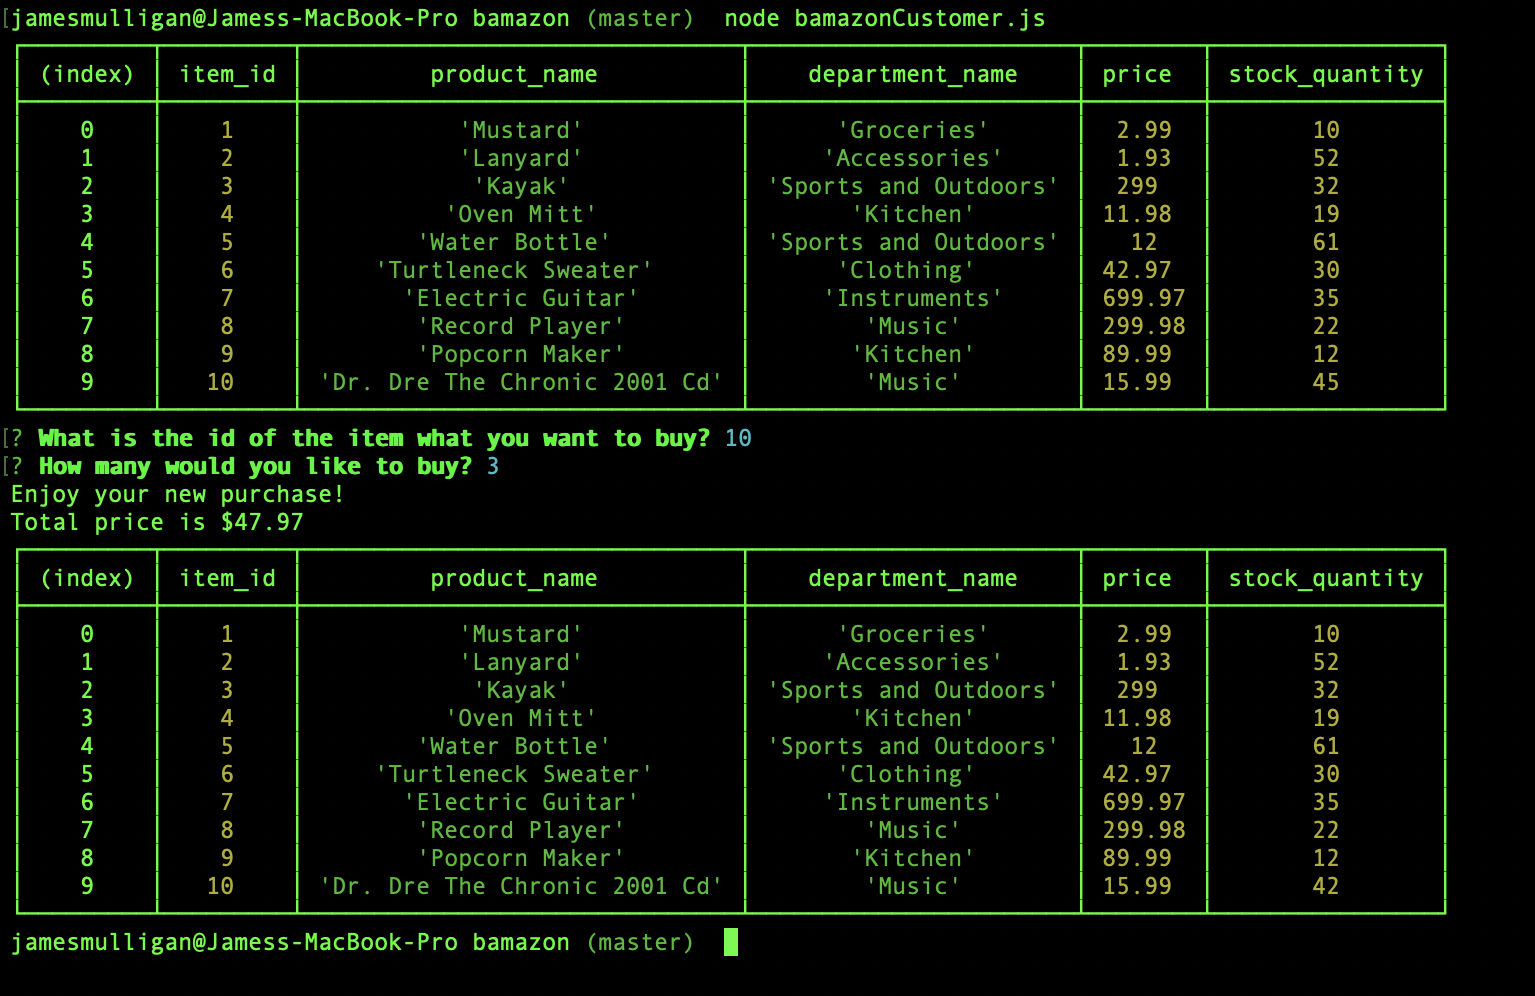 [jamesmulligan@Jamess-MacBook-Pro bamazon (master) node bamazonCustomer.js
(index) item_id product_name department_name price stock_quantity
0 1 'Mustard' 'Groceries' 2.99 10
1 2 'Lanyard' 'Accessories' 1.93 52
2 3 'Kayak' 'Sports and Outdoors' 299 32
3 4 'Oven Mitt' 'Kitchen' 11.98 19
4 5 'Water Bottle' 'Sports and Outdoors' 12 61
5 6 'Turtleneck Sweater' 'Clothing' 42.97 30
6 7 'Electric Guitar' 'Instruments' 699.97 35
7 8 'Record Player' 'Music' 299.98 22
8 9 'Popcorn Maker' 'Kitchen' 89.99 12
9 10 'Dr. Dre The Chronic 2001 Cd' 'Music' 15.99 45
[? What is the id of the item what you want to buy? 10
[? How many would you like to buy? 3
Enjoy your new purchase!
Total price is $47.97
(index) item_id product_name department_name price stock_quantity
0 1 'Mustard' 'Groceries' 2.99 10
1 2 'Lanyard' 'Accessories' 1.93 52
2 3 'Kayak' 'Sports and Outdoors' 299 32
3 4 'Oven Mitt' 'Kitchen' 11.98 19
4 5 'Water Bottle' 'Sports and Outdoors' 12 61
5 6 'Turtleneck Sweater' 'Clothing' 42.97 30
6 7 'Electric Guitar' 'Instruments' 699.97 35
7 8 'Record Player' 'Music' 299.98 22
8 9 'Popcorn Maker' 'Kitchen' 89.99 12
9 10 'Dr. Dre The Chronic 2001 Cd' 'Music' 15.99 42
jamesmulligan@Jamess-MacBook-Pro bamazon (master)